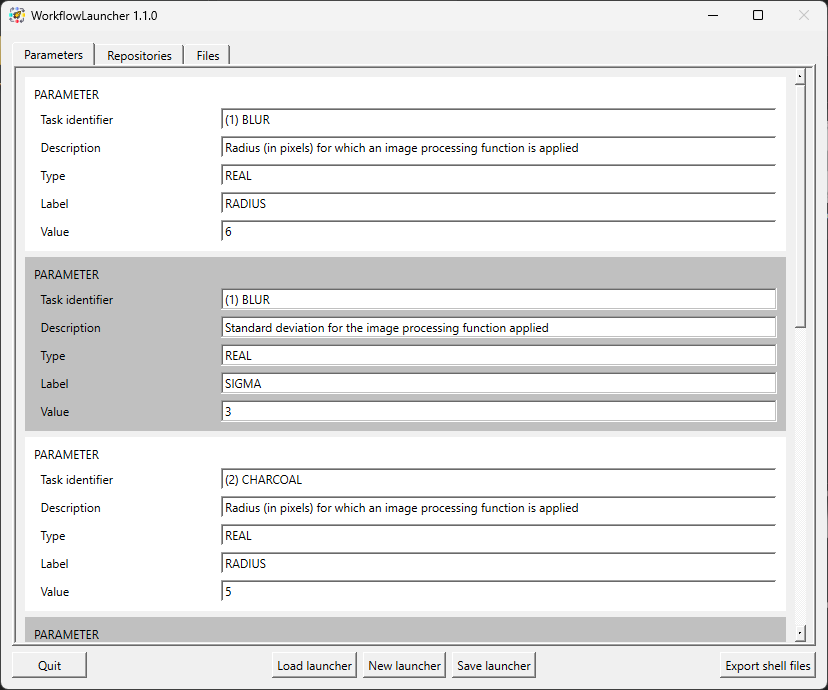 WorkflowLauncher 1.1.0
Parameters Repositories Files
PARAMETER
Task identifier (1) BLUR
Description Radius (in pixels) for which an image processing function is applied
Type REAL
Label RADIUS
Value 6
PARAMETER
Task identifier (1) BLUR
Description Standard deviation for the image processing function applied
Type REAL
Label SIGMA
Value 3
PARAMETER
Task identifier (2) CHARCOAL
Description Radius (in pixels) for which an image processing function is applied
Type REAL
Label RADIUS
Value 5
PARAMETER
Quit Load launcher New launcher Save launcher Export shell files